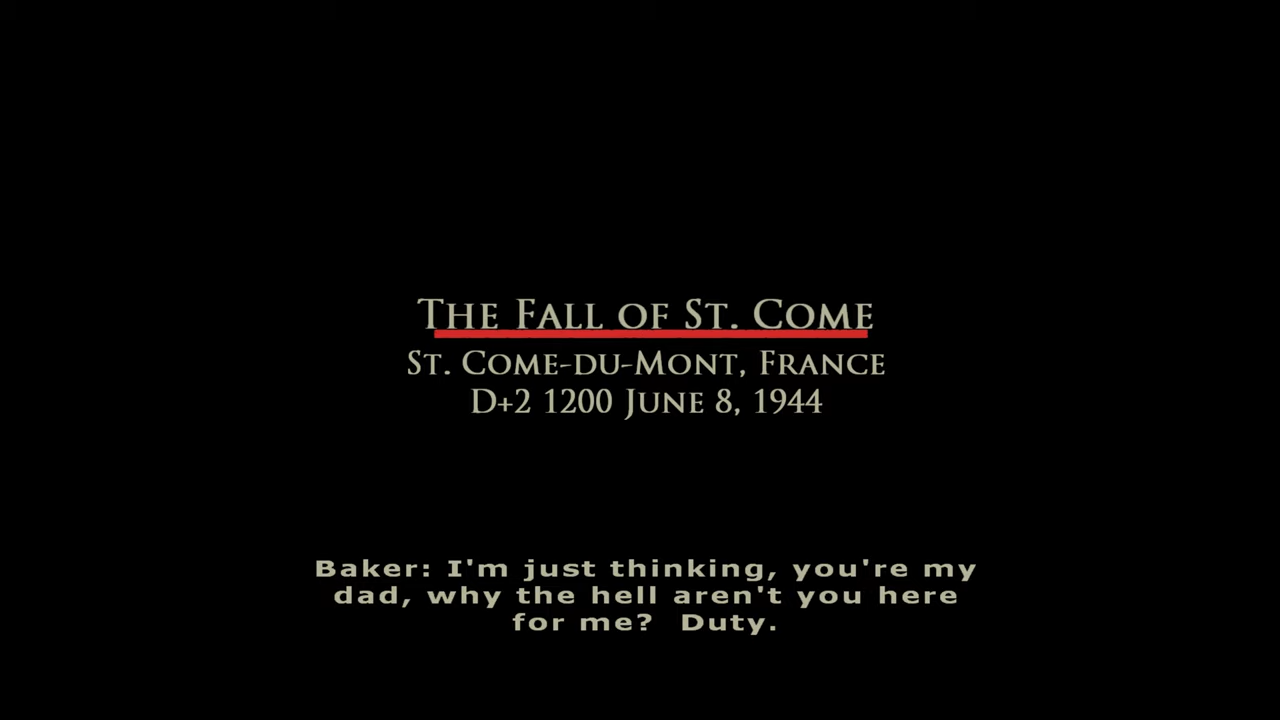 The Fall of St. Come
St. Come-du-Mont, France
D+2 1200 June 8, 1944
Baker: I'm just thinking, you're my
dad, why the hell aren't you here
for me?  Duty.